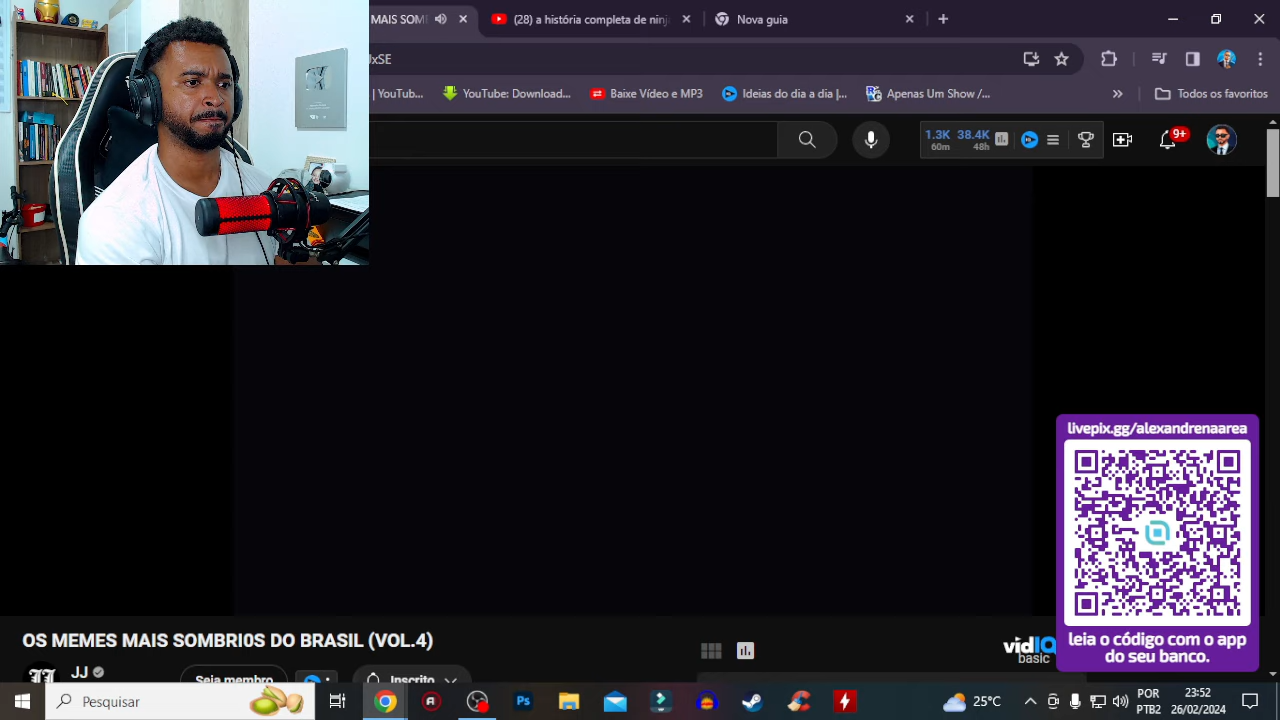 MAIS SOM
(28) a história completa de ninj
Nova guia
JxSE
| YouTub...
YouTube: Download...
Baixe Vídeo e MP3
Ideias do dia a dia |...
Apenas Um Show /...
»
Todos os favoritos
1.3K 38.4K
60m 48h
9+
livepix.gg/alexandrenaarea
leia o código com o app
do seu banco.
OS MEMES MAIS SOMBRI0S DO BRASIL (VOL.4)
vidIQ
basic
JJ
Seja membro
Inscrito
Pesquisar
Ps
25°C
POR
PTB2
23:52
26/02/2024